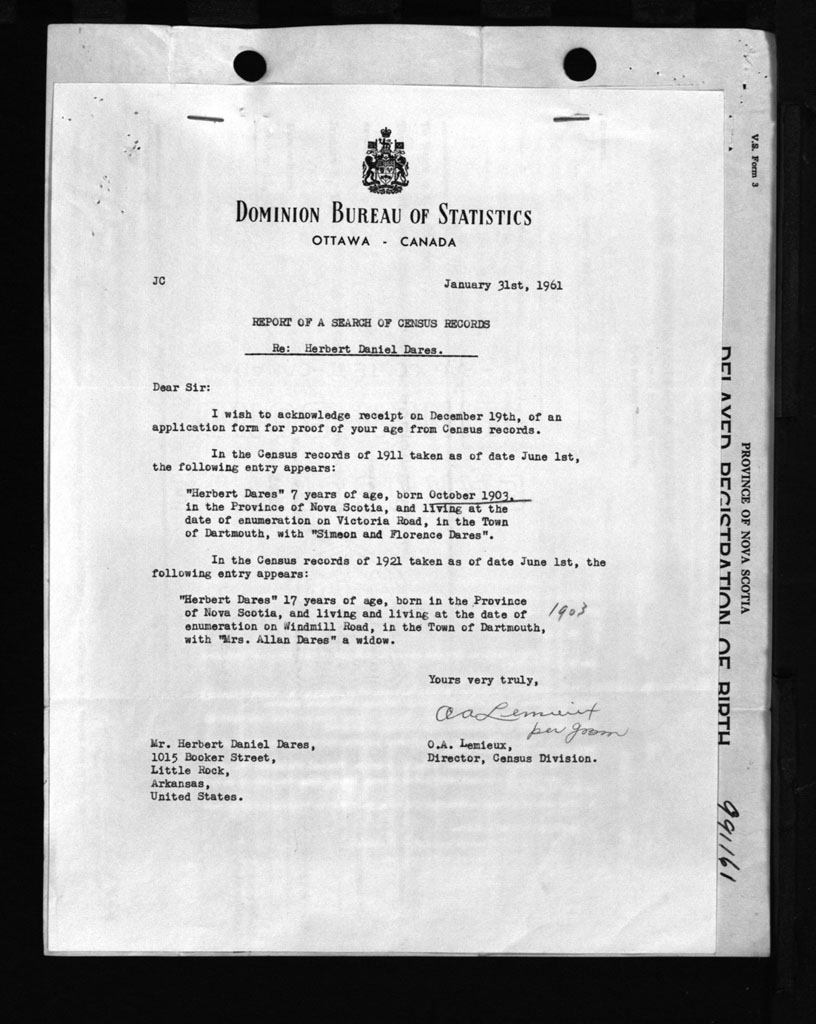 DOMINION BUREAU OF STATISTICS
OTTAWA - CANADA
JC
January 31st, 1961
REPORT OF A SEARCH OF CENSUS RECORDS
Re: Herbert Daniel Dares.
Dear Sir:
I wish to acknowledge receipt on December 19th, of an
application form for proof of your age from Census records.
In the Census records of 1911 taken as of date June 1st,
the following entry appears:
"Herbert Dares" 7 years of age, born October 1903,
in the Province of Nova Scotia, and living at the
date of enumeration on Victoria Road, in the Town
of Dartmouth, with "Simeon and Florence Dares".
In the Census records of 1921 taken as of date June 1st, the
following entry appears:
"Herbert Dares" 17 years of age, born in the Province
of Nova Scotia, and living and living at the date of
enumeration on Windmill Road, in the Town of Dartmouth,
with "Mrs. Allan Dares" a widow.
1903
Yours very truly,
OALemieux
per
O.A. Lemieux,
Director, Census Division.
Mr. Herbert Daniel Dares,
1015 Booker Street,
Little Rock,
Arkansas,
United States.
V.S. Form 3
PROVINCE OF NOVA SCOTIA
DELAYED REGISTRATION OF BIRTH
991161